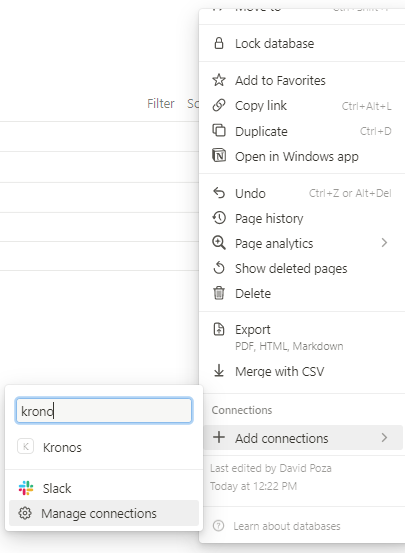 Move to Ctrl+Shift+P
Lock database
Add to Favorites
Copy link Ctrl+Alt+L
Duplicate Ctrl+D
Open in Windows app
Undo Ctrl+Z or Alt+Del
Page history
Page analytics
Show deleted pages
Delete
Export
PDF, HTML, Markdown
Merge with CSV
Connections
Add connections
Last edited by David Poza
Today at 12:22 PM
Learn about databases
Filter So
krono
K Kronos
Slack
Manage connections